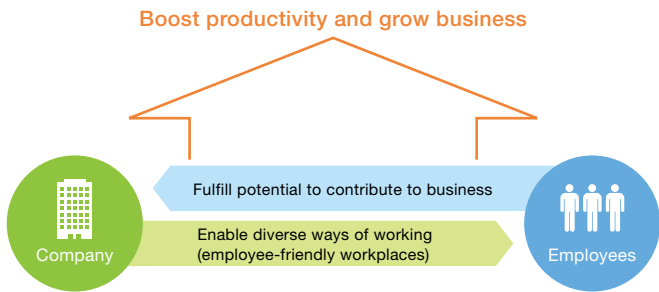 Boost productivity and grow business
Fulfill potential to contribute to business
Enable diverse ways of working
(employee-friendly workplaces)
Company
Employees